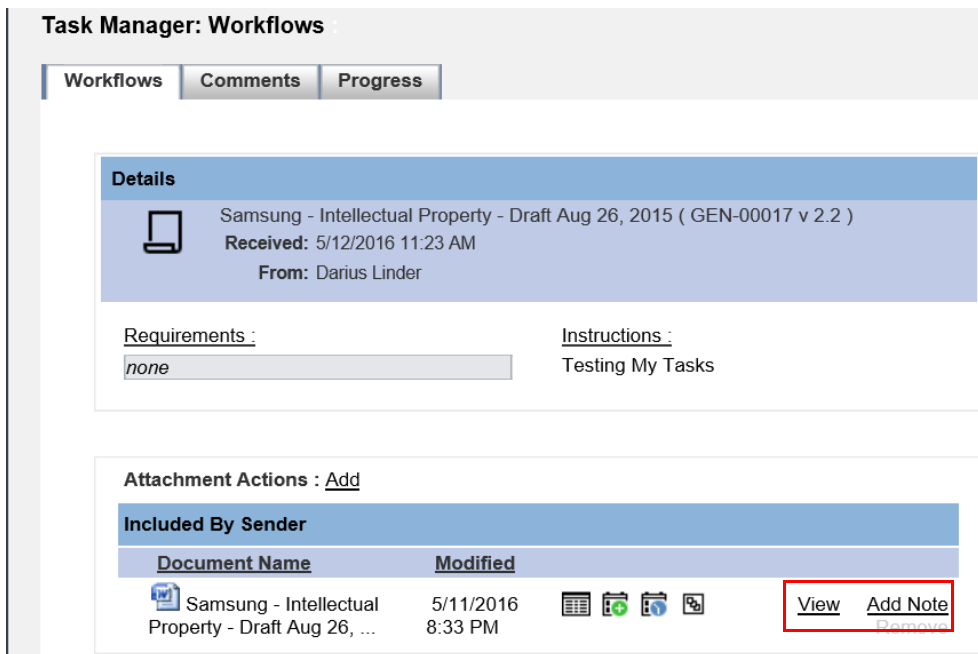 Task Manager: Workflows
Workflows Comments Progress
Details
Samsung - Intellectual Property - Draft Aug 26, 2015 ( GEN-00017 v 2.2 )
Received: 5/12/2016 11:23 AM
From: Darius Linder
Requirements : Instructions :
none Testing My Tasks
Attachment Actions : Add
Included By Sender
Document Name Modified
Samsung - Intellectual 5/11/2016 View Add Note
Property - Draft Aug 26, ... 8:33 PM Remove